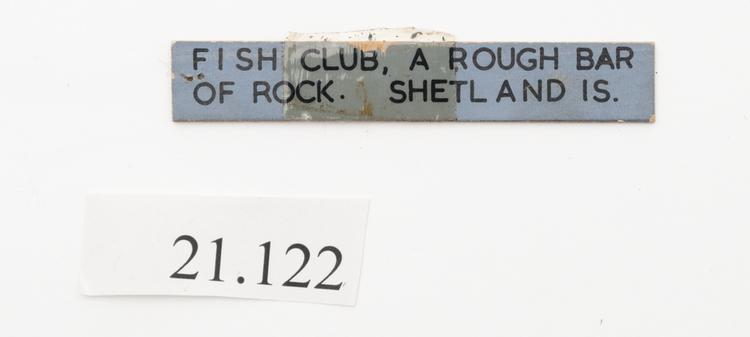 FISH CLUB, A ROUGH BAR
OF ROCK. SHETLAND IS.
21.122